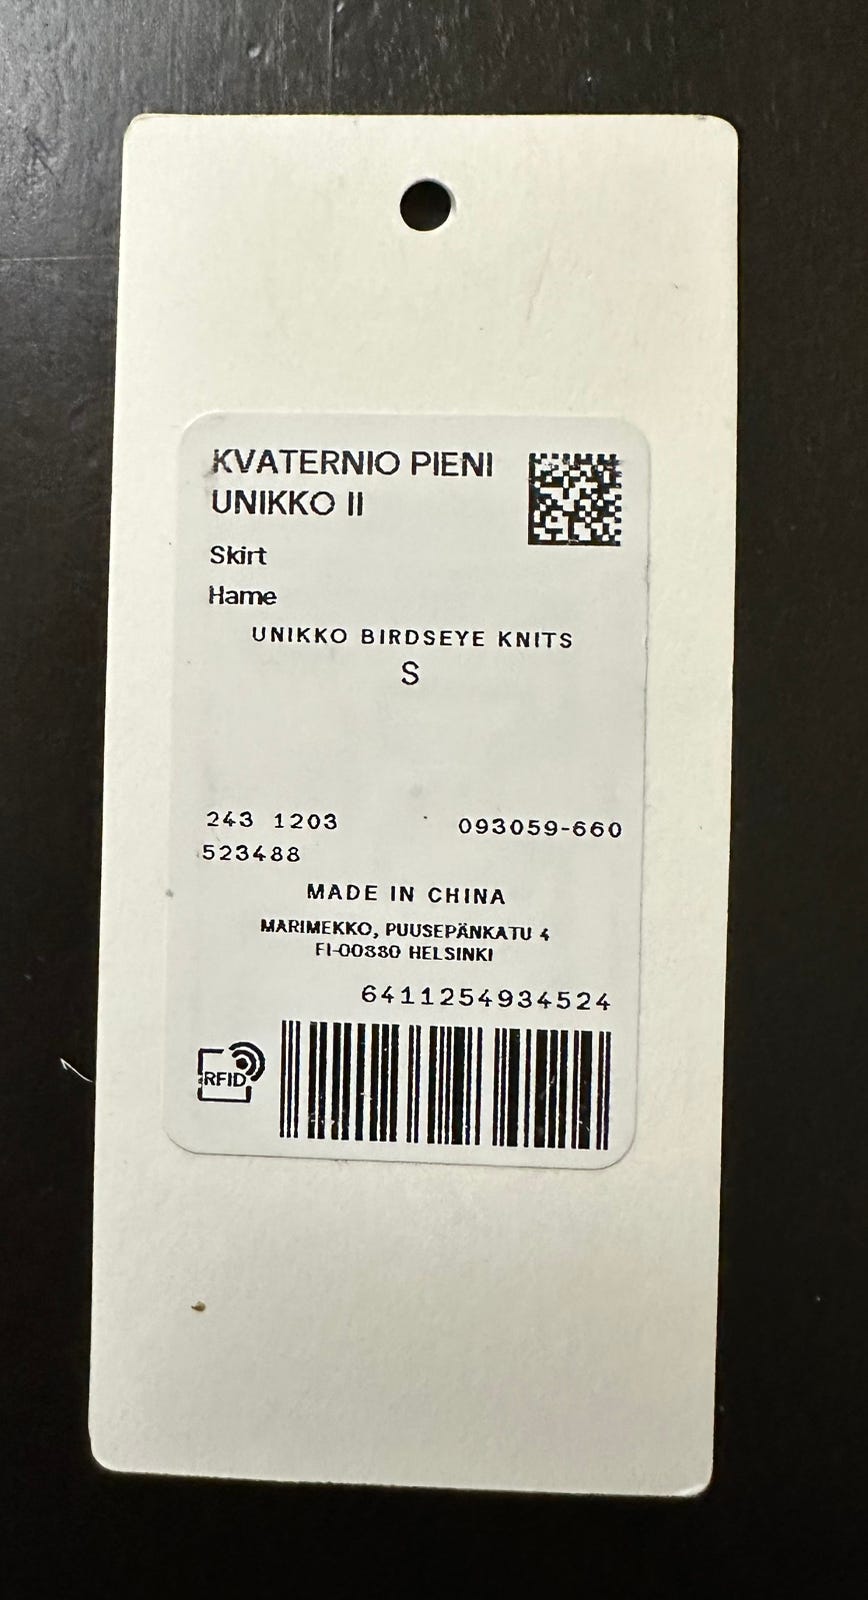 KVATERNIO PIENI
UNIKKO II
Skirt
Hame
UNIKKO BIRDSEYE KNITS
S
243 1203 093059-660
523488
MADE IN CHINA
MARIMEKKO, PUUSEPÄNKATU 4
FI-00880 HELSINKI
6411254934524
RFID